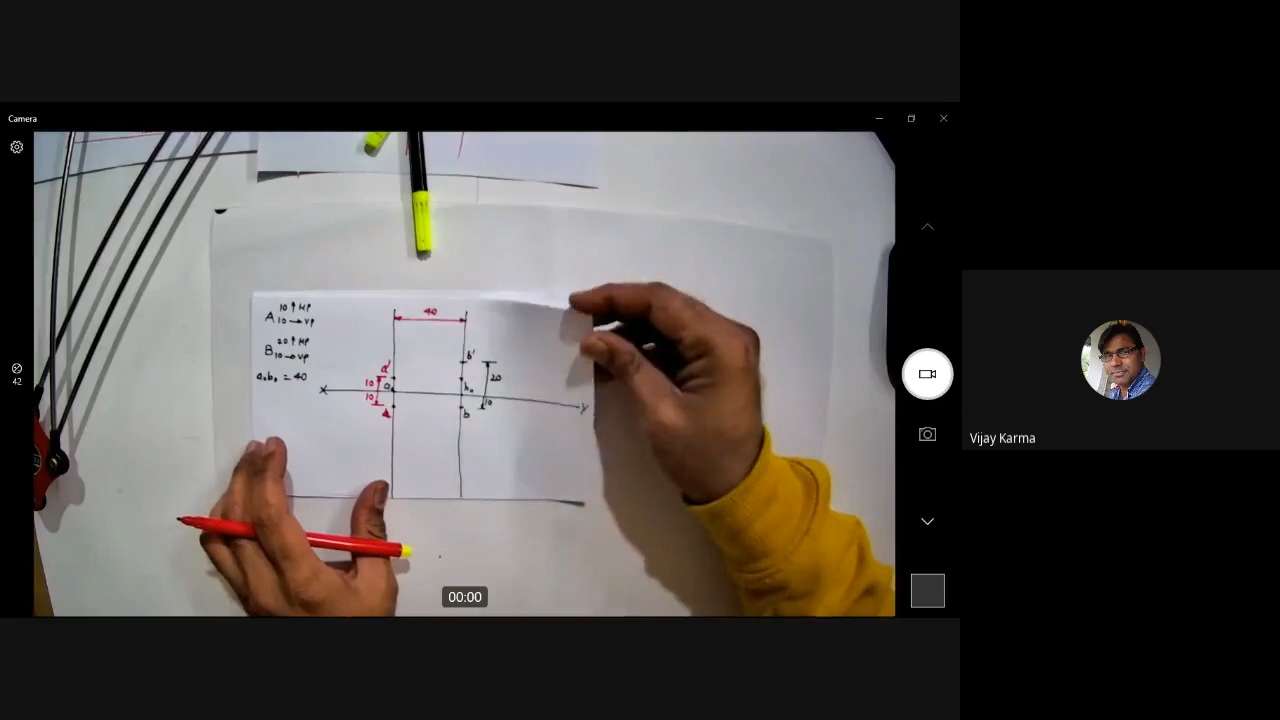 Camera
42
A 10 ↑ HP
10 → VP
B 20 ↑ HP
10 → VP
a₀b₀ = 40
40
a'
b'
10
a₀
b₀
20
X
10
10
a
b
Y
00:00
Vijay Karma